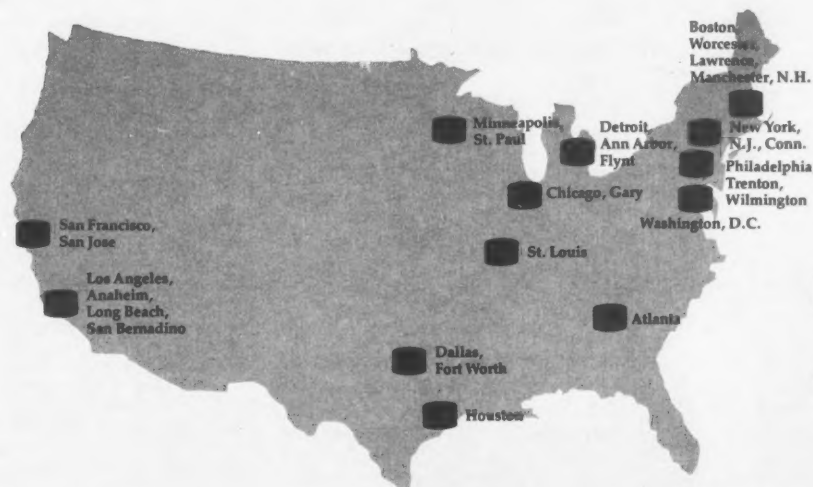 Boston,
Worcester,
Lawrence,
Manchester, N.H.
Minneapolis,
St. Paul
Detroit,
Ann Arbor,
Flynt
New York,
N.J., Conn.
Philadelphia
Trenton,
Wilmington
Chicago, Gary
Washington, D.C.
San Francisco,
San Jose
St. Louis
Los Angeles,
Anaheim,
Long Beach,
San Bernadino
Atlanta
Dallas,
Fort Worth
Houston